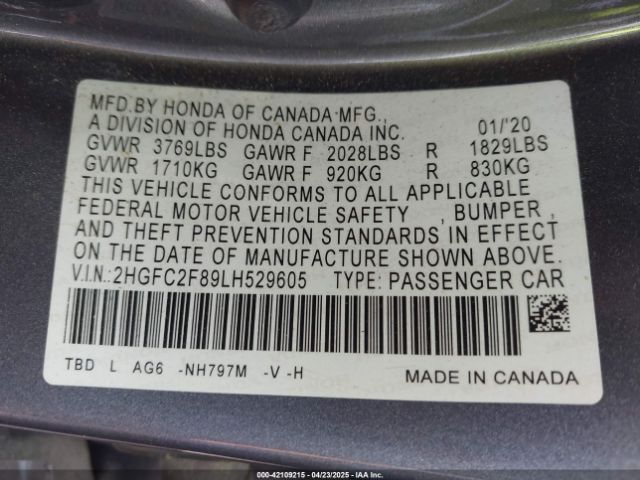 MFD.BY HONDA OF CANADA MFG.,
A DIVISION OF HONDA CANADA INC. 01/'20
GVWR 3769LBS GAWR F 2028LBS R 1829LBS
GVWR 1710KG GAWR F 920KG R 830KG
THIS VEHICLE CONFORMS TO ALL APPLICABLE
FEDERAL MOTOR VEHICLE SAFETY , BUMPER ,
AND THEFT PREVENTION STANDARDS IN EFFECT
ON THE DATE OF MANUFACTURE SHOWN ABOVE.
V.I.N.:2HGFC2F89LH529605 TYPE: PASSENGER CAR
TBD L AG6 -NH797M -V -H
MADE IN CANADA
000-42109215 - 04/23/2025 - IAAI.COM